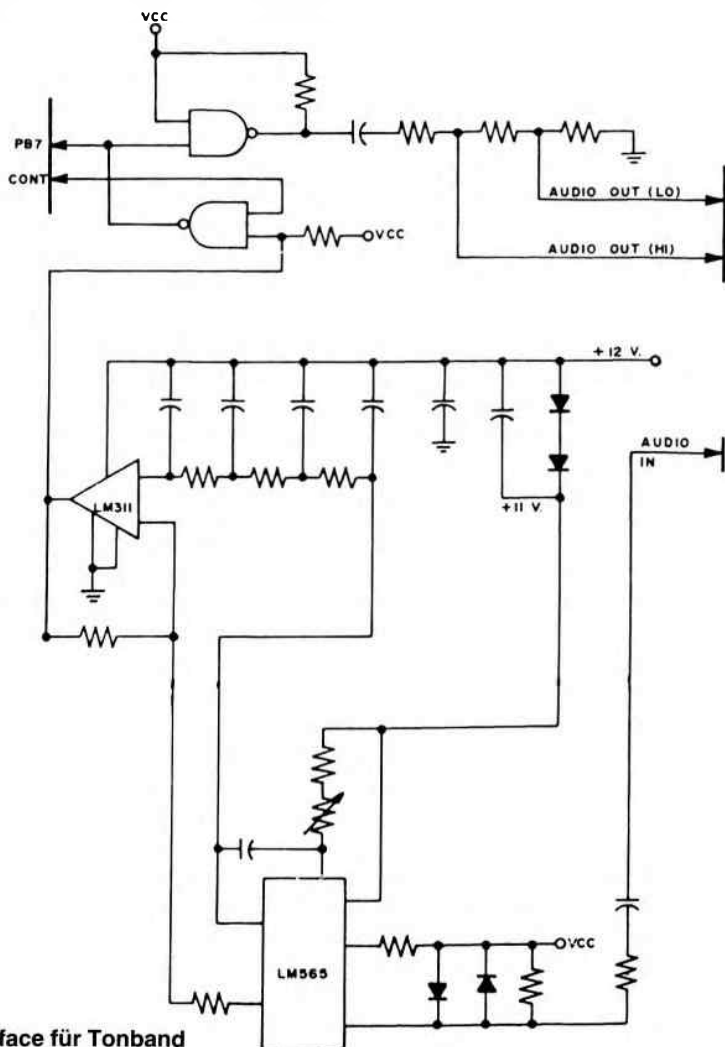 VCC
PB7
CONT
VCC
AUDIO OUT (LO)
AUDIO OUT (HI)
+12 V.
AUDIO
IN
LM311
+11 V.
LM565
VCC
face für Tonband